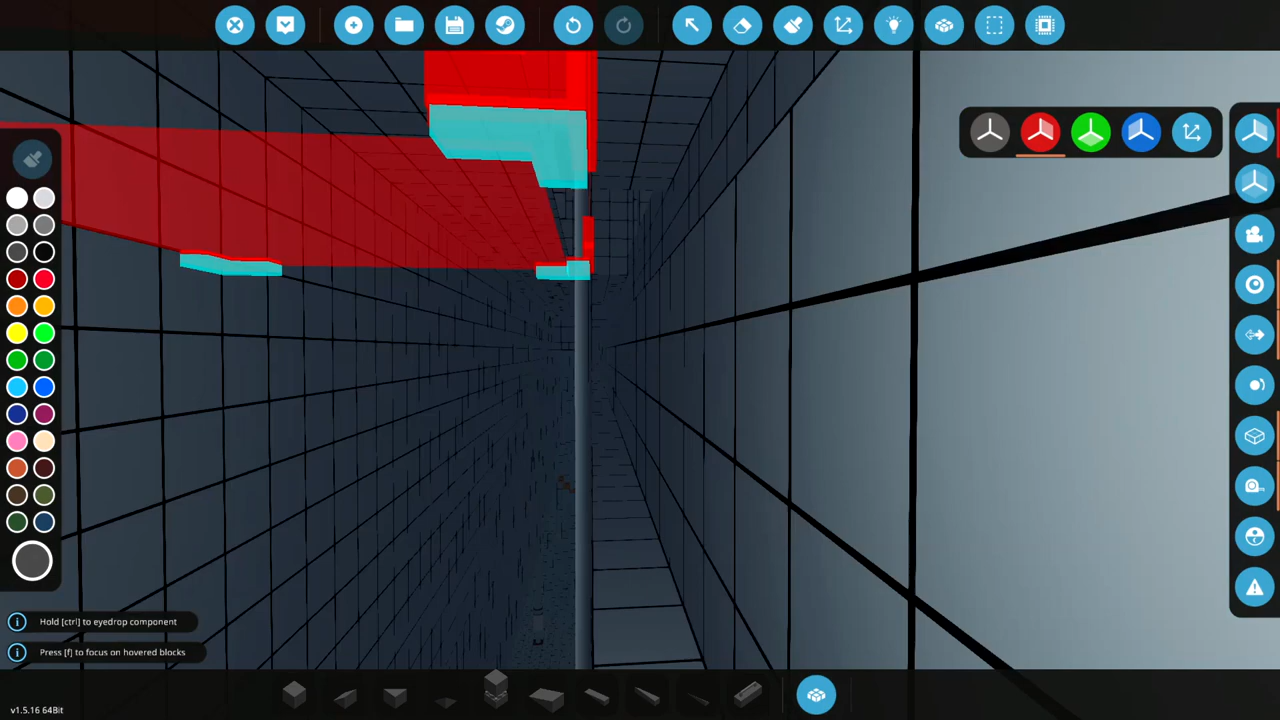 Hold [ctrl] to eyedrop component
Press [f] to focus on hovered blocks
v1.5.16 64Bit